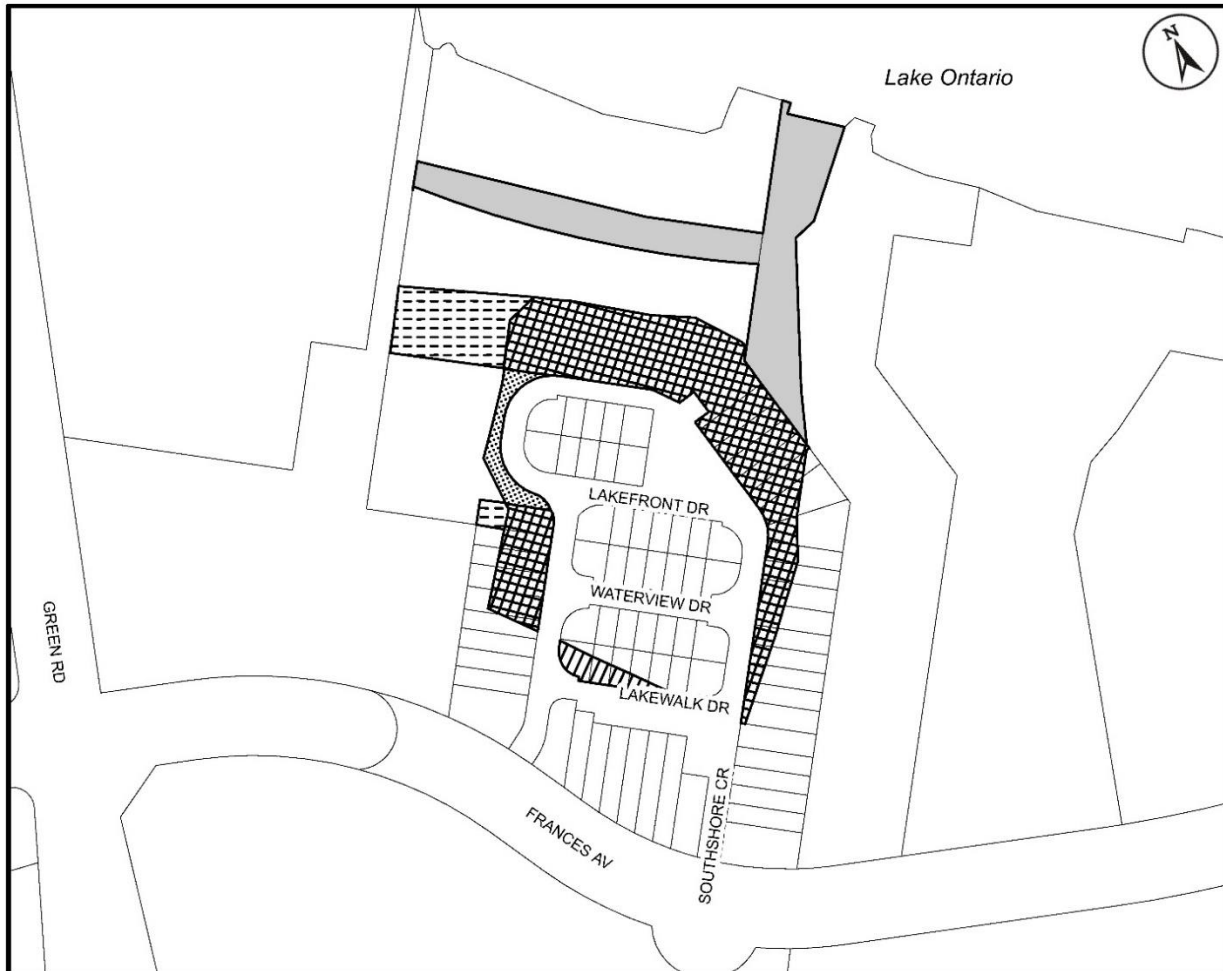 N
Lake Ontario
LAKEFRONT DR
WATERVIEW DR
GREEN RD
LAKEWALK DR
FRANCES AV
SOUTHSHORE CR